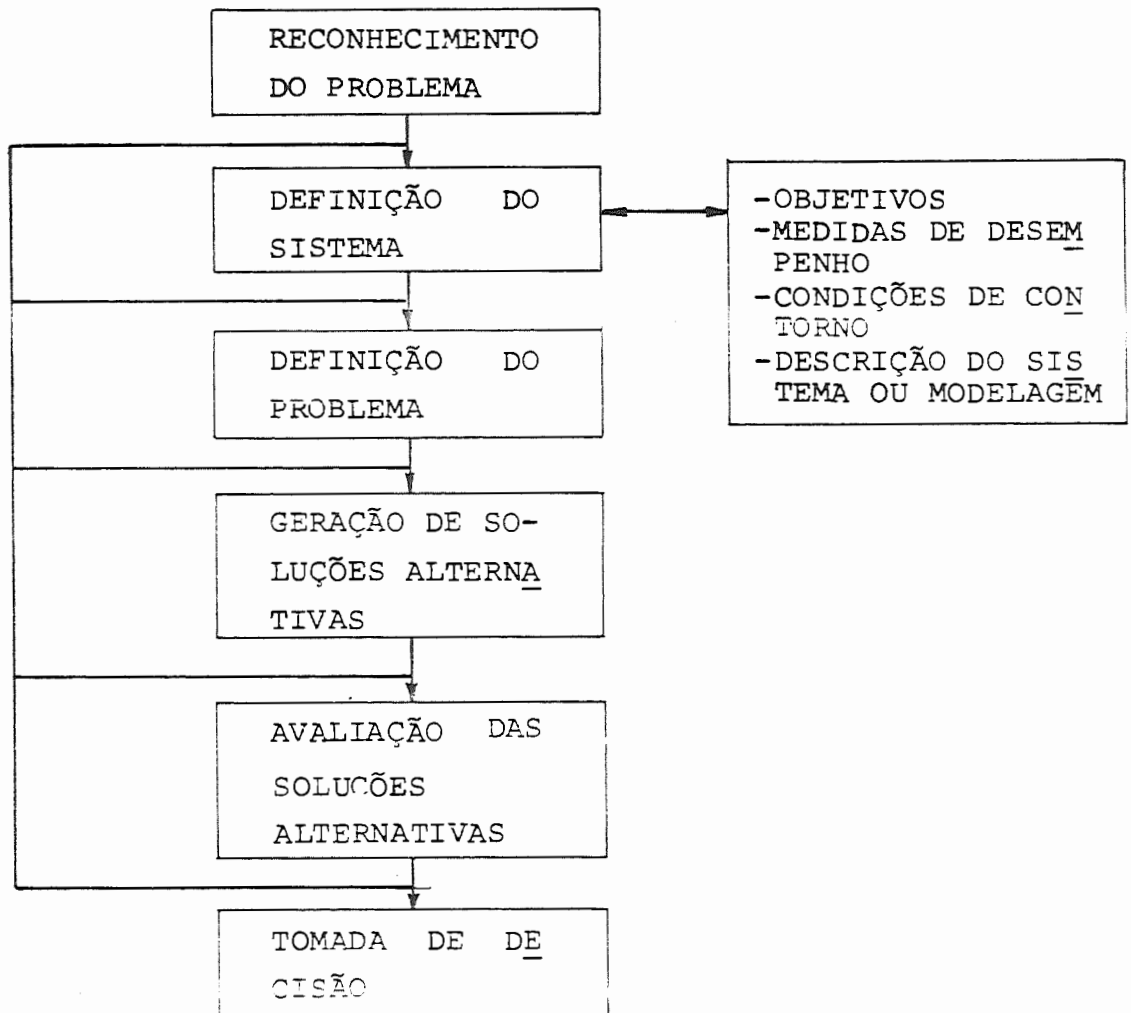 RECONHECIMENTO
DO PROBLEMA
DEFINIÇÃO DO
SISTEMA
-OBJETIVOS
-MEDIDAS DE DESEM
PENHO
-CONDIÇÕES DE CON
TORNO
-DESCRIÇÃO DO SIS
TEMA OU MODELAGEM
DEFINIÇÃO DO
PROBLEMA
GERAÇÃO DE SO-
LUÇÕES ALTERNA
TIVAS
AVALIAÇÃO DAS
SOLUÇÕES
ALTERNATIVAS
TOMADA DE DE
CISÃO